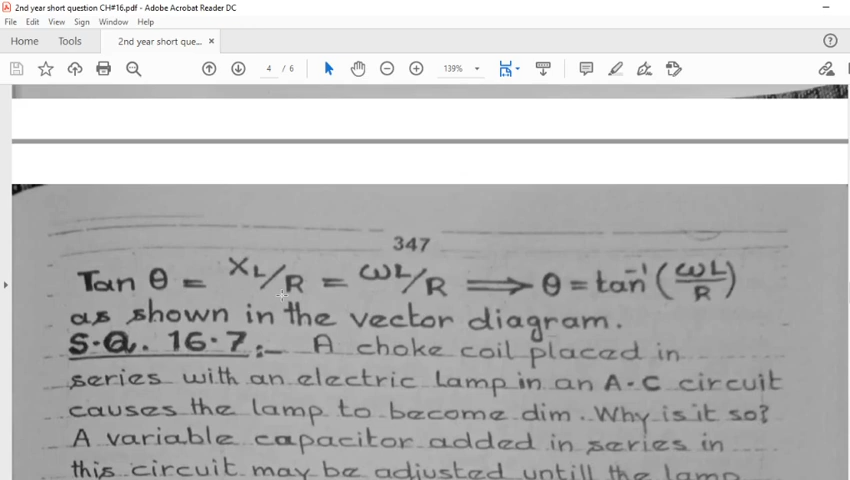 2nd year short question CH#16.pdf - Adobe Acrobat Reader DC
File Edit View Sign Window Help
Home Tools 2nd year short que... ×
4 / 6 139%
347
Tan θ = XL/R = ωL/R ⟹ θ = tan⁻¹(ωL/R)
as shown in the vector diagram.
S.Q. 16.7:- A choke coil placed in
series with an electric Lamp in an A.C circuit
causes the lamp to become dim. Why is it so?
A variable capacitor added in series in
this circuit may be adjusted untill the lamp